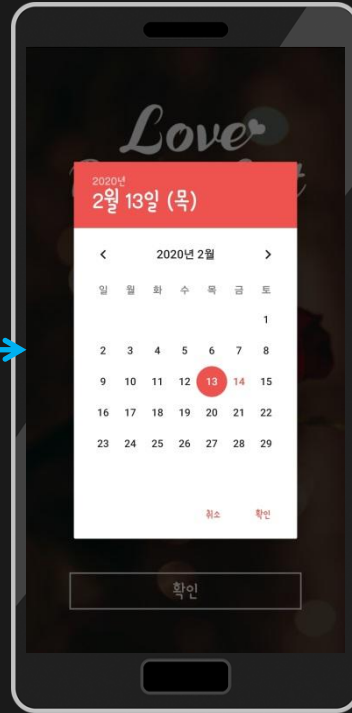 Love
2020년
2월 13일 (목)
2020년 2월
일 월 화 수 목 금 토
1
2 3 4 5 6 7 8
9 10 11 12 13 14 15
16 17 18 19 20 21 22
23 24 25 26 27 28 29
취소 확인
확인